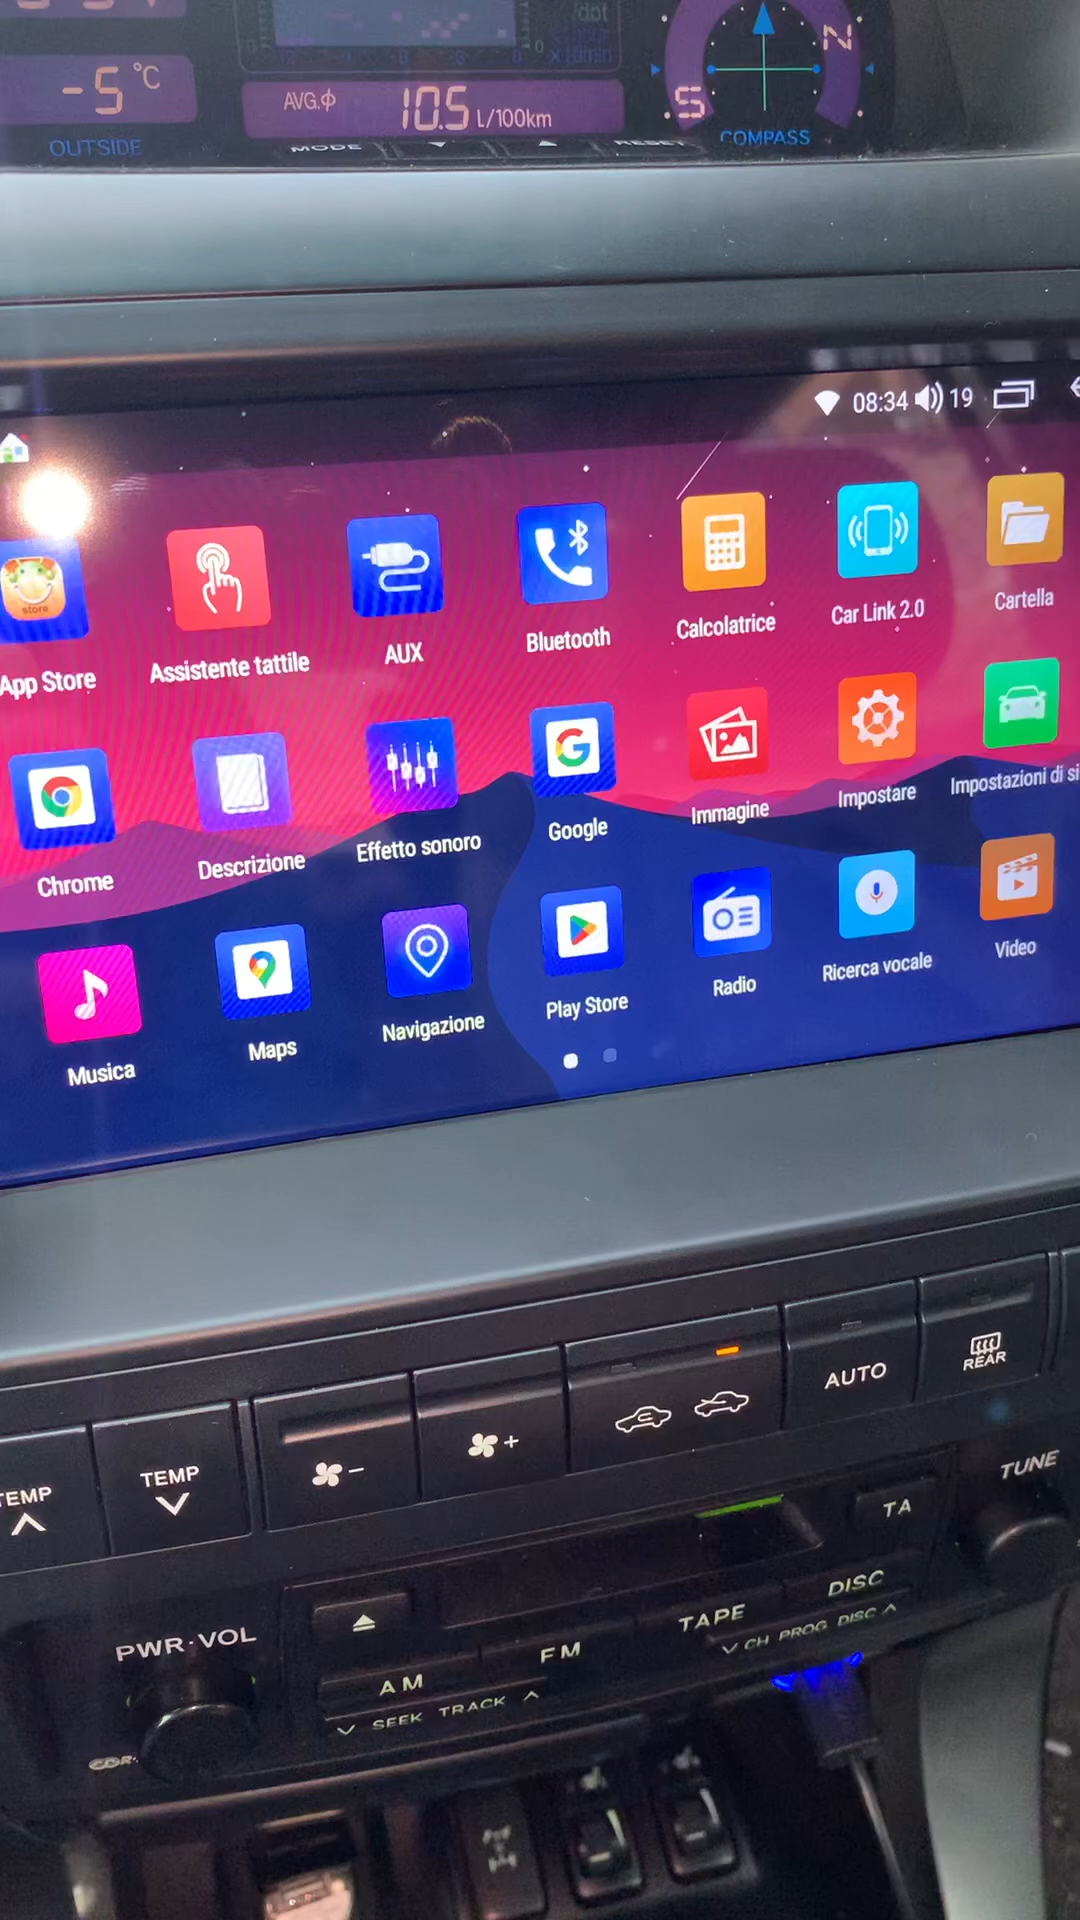 -5 °C
OUTSIDE
/dot
AVG.ϕ 10.5 L/100km
MODE
RESET
N
S
COMPASS
08:34 19
store
App Store
Assistente tattile
AUX
Bluetooth
Calcolatrice
Car Link 2.0
Cartella
Chrome
Descrizione
Effetto sonoro
Google
Immagine
Impostare
Impostazioni di si
Musica
Maps
Navigazione
Play Store
Radio
Ricerca vocale
Video
TEMP
TEMP
-
+
AUTO
REAR
TUNE
TA
PWR·VOL
AM
FM
TAPE
DISC
SEEK TRACK
CH PROG DISC